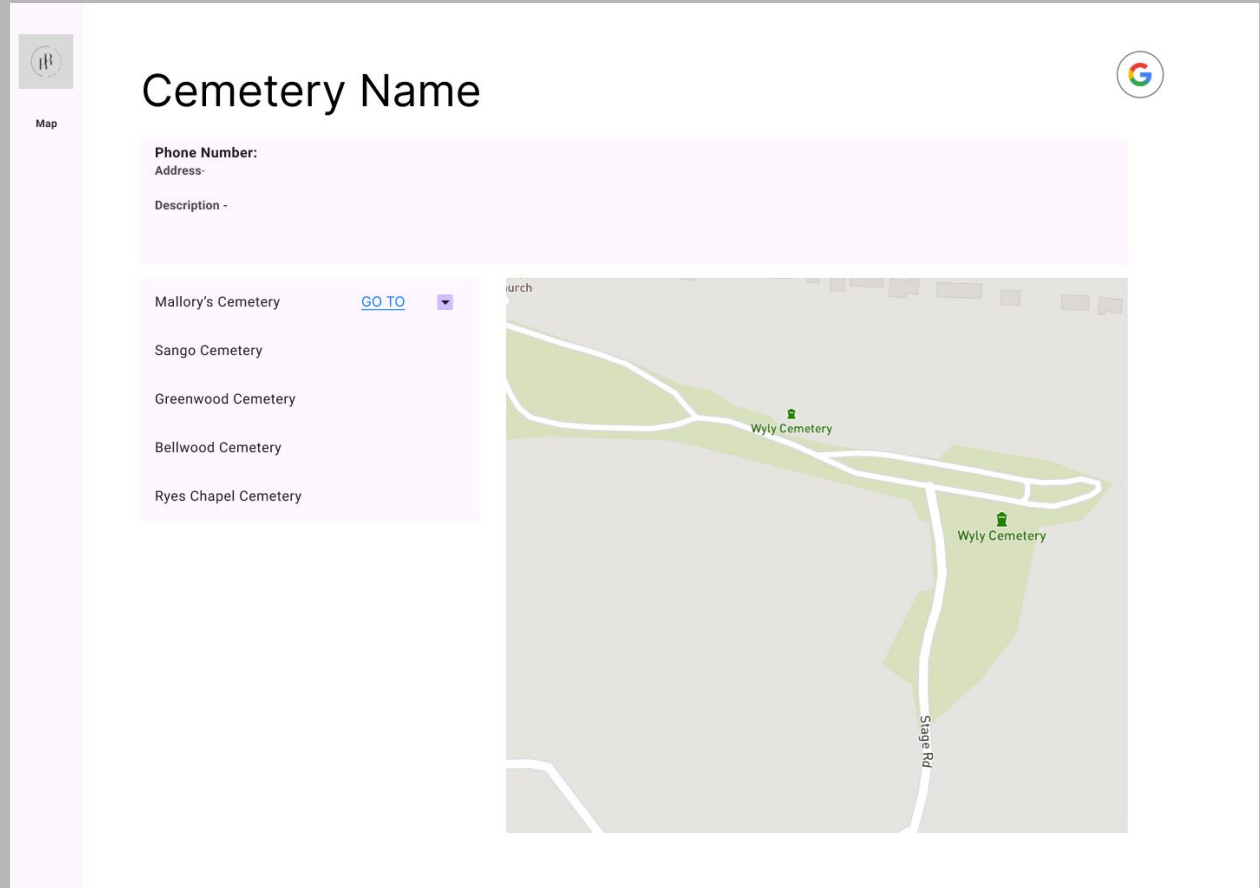 Map
Cemetery Name
G
Phone Number:
Address-
Description -
Mallory's Cemetery GO TO
Sango Cemetery
Greenwood Cemetery
Bellwood Cemetery
Ryes Chapel Cemetery
Wyly Cemetery
Wyly Cemetery
Stage Rd